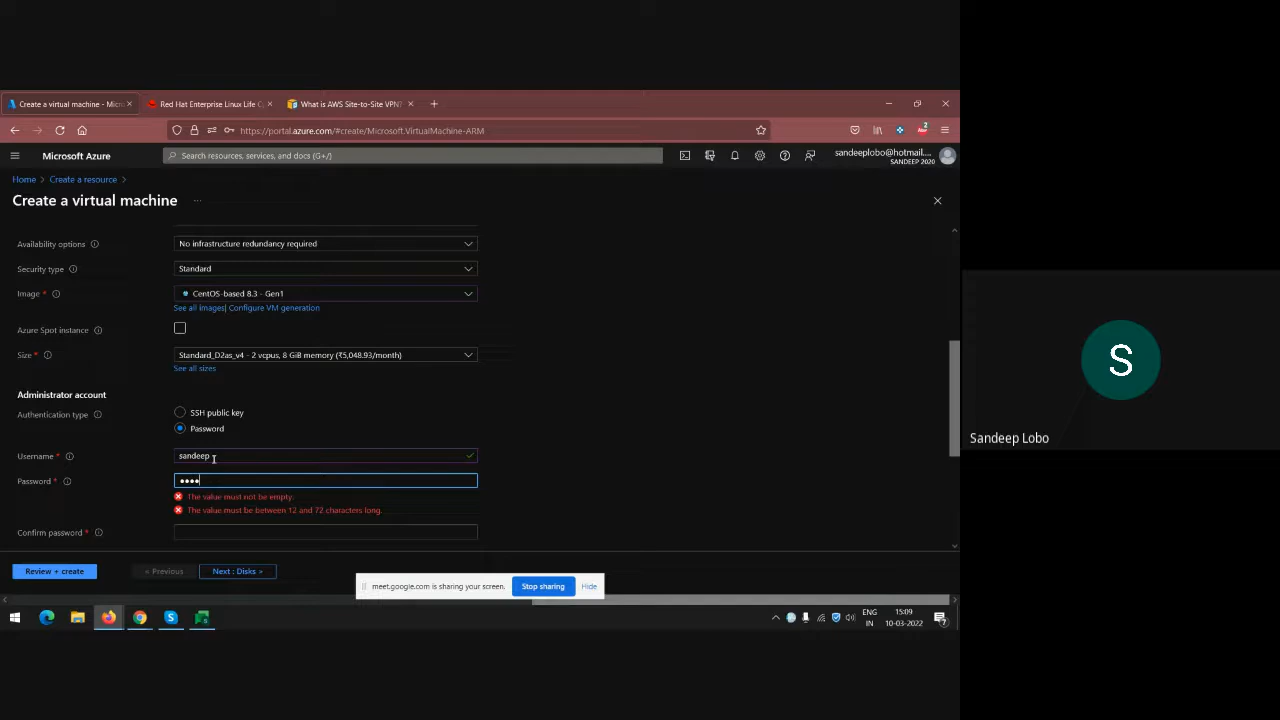 Create a virtual machine - Micro
Red Hat Enterprise Linux Life C
What is AWS Site-to-Site VPN?
https://portal.azure.com/#create/Microsoft.VirtualMachine-ARM
2
Microsoft Azure
Search resources, services, and docs (G+/)
sandeeplobo@hotmail....
SANDEEP 2020
Home > Create a resource >
Create a virtual machine ...
Availability options
No infrastructure redundancy required
Security type
Standard
Image *
CentOS-based 8.3 - Gen1
See all images | Configure VM generation
Azure Spot instance
Size *
Standard_D2as_v4 - 2 vcpus, 8 GiB memory (₹5,048.93/month)
See all sizes
Administrator account
Authentication type
SSH public key
Password
Username *
sandeep
Password *
••••
The value must not be empty.
The value must be between 12 and 72 characters long.
Confirm password *
Review + create
< Previous
Next : Disks >
meet.google.com is sharing your screen.
Stop sharing
Hide
ENG
IN
15:09
10-03-2022
7
S
Sandeep Lobo